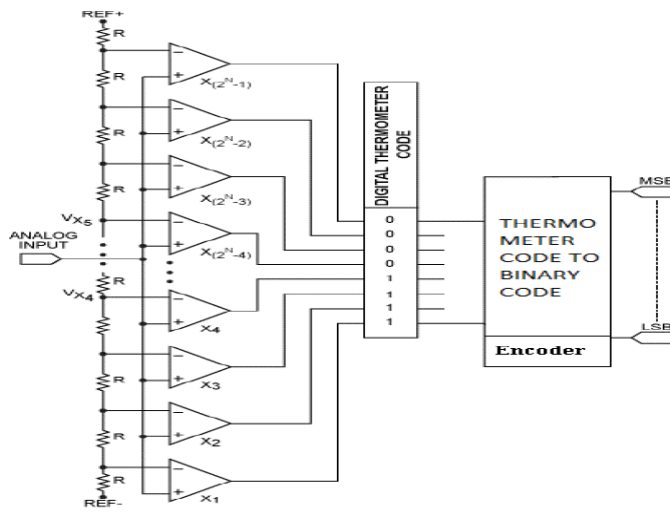 REF+
R
R
R
R
R
R
R
R
R
VX5
VX4
ANALOG
INPUT
REF-
−
+
X(2^N-1)
−
+
X(2^N-2)
−
+
X(2^N-3)
−
+
X(2^N-4)
−
+
X4
−
+
X3
−
+
X2
−
+
X1
DIGITAL THERMOMETER
CODE
0
0
0
0
1
1
1
1
THERMO
METER
CODE TO
BINARY
CODE
Encoder
MSB
LSB